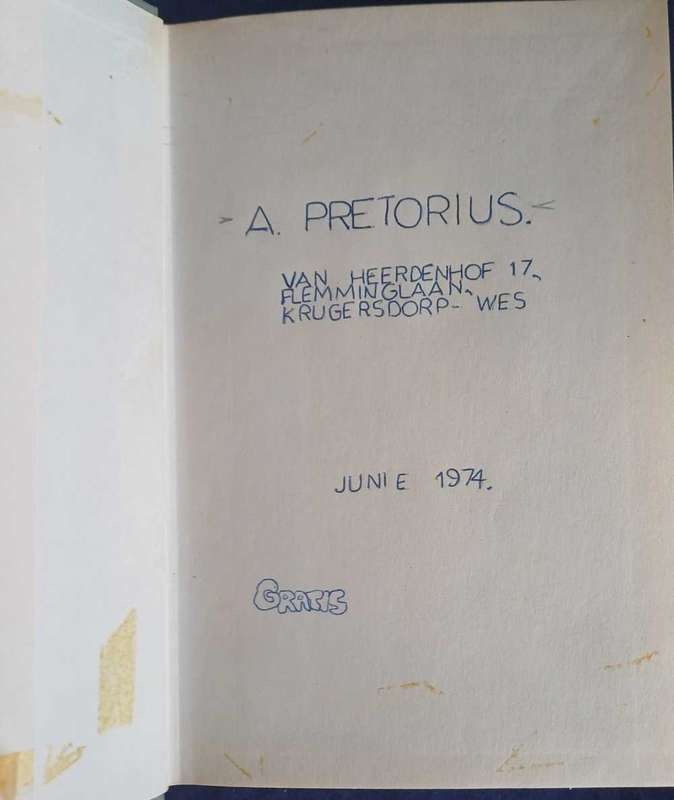 A. PRETORIUS.
VAN HEERDENHOF 17,
FLEMMINGLAAN,
KRUGERSDORP-WES
JUNIE 1974.
GRATIS